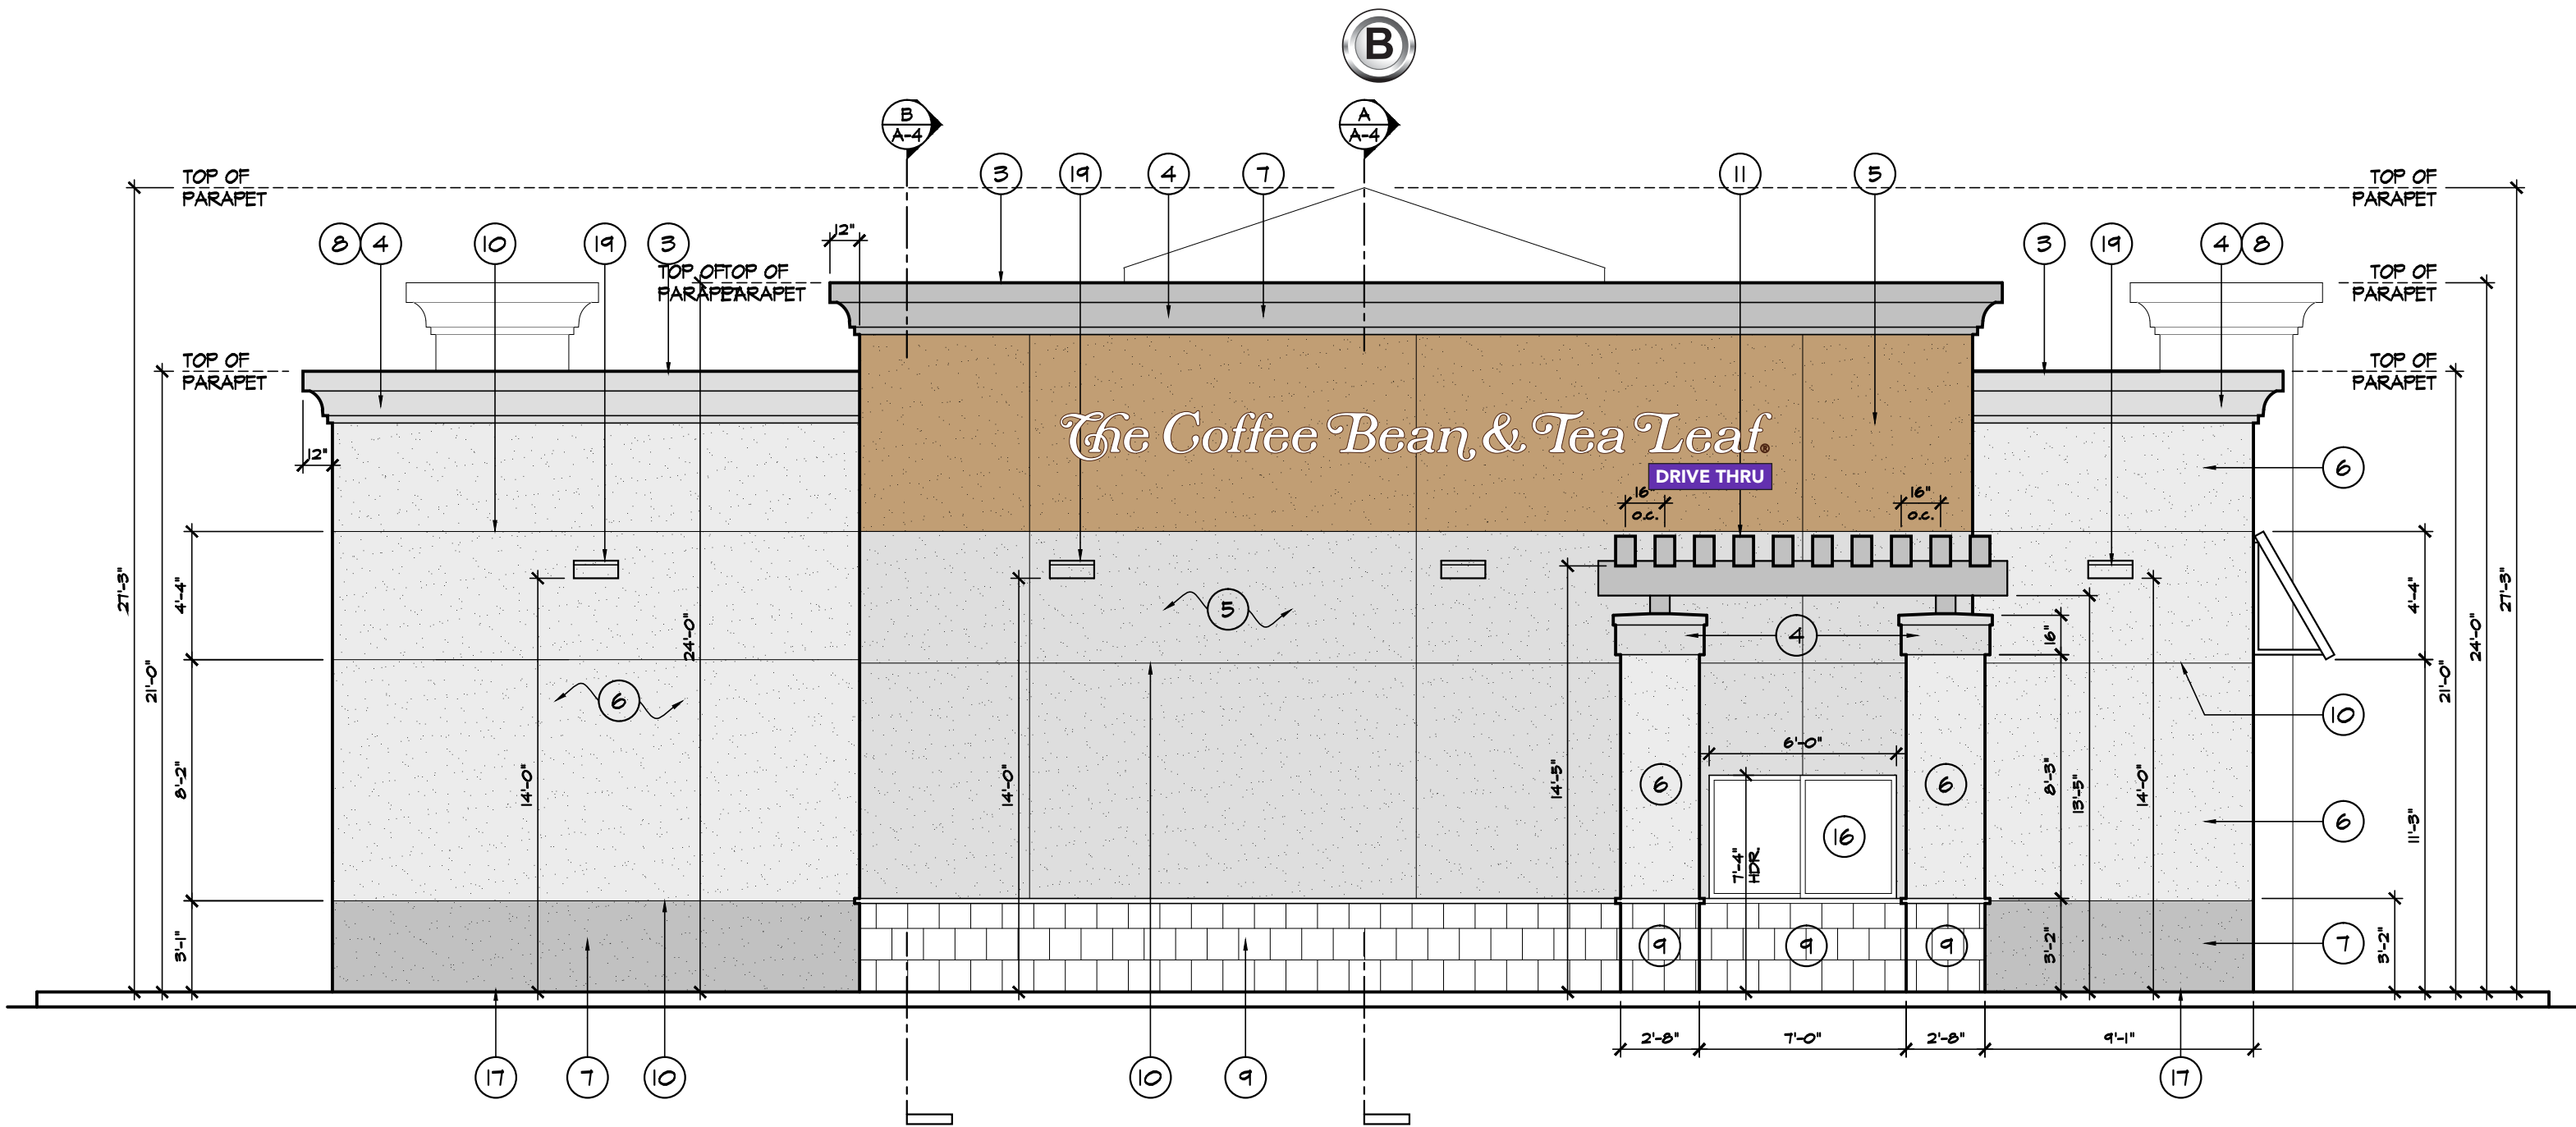 B
B
A-4
A
A-4
TOP OF
PARAPET
3
19
4
7
11
5
TOP OF
PARAPET
8
4
10
19
3
12"
3
19
4
8
TOP OF
PARAPET
TOP OF
PARAPET
TOP OF
PARAPET
TOP OF
PARAPET
TOP OF
PARAPET
12"
The Coffee Bean & Tea Leaf®
DRIVE THRU
6
16"
O.C.
16"
O.C.
27'-3"
4'-4"
5
4
16"
4'-4"
27'-3"
24'-0"
24'-0"
21'-0"
6
21'-0"
10
8'-2"
14'-0"
14'-0"
14'-5"
6'-0"
6
6
8'-3"
13'-5"
14'-0"
16
7'-4"
HDR.
6
11'-3"
3'-1"
9
9
9
3'-2"
7
3'-2"
2'-8"
7'-0"
2'-8"
9'-1"
17
7
10
10
9
17